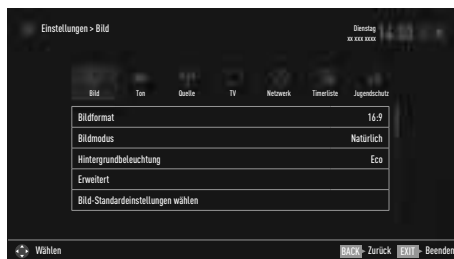 Einstellungen > Bild
Dienstag
xx xxx xxxx
Bild Ton Quelle TV Netzwerk Timerliste Jugendschutz
Bildformat 16:9
Bildmodus Natürlich
Hintergrundbeleuchtung Eco
Erweitert
Bild-Standardeinstellungen wählen
Wählen BACK - Zurück EXIT - Beenden